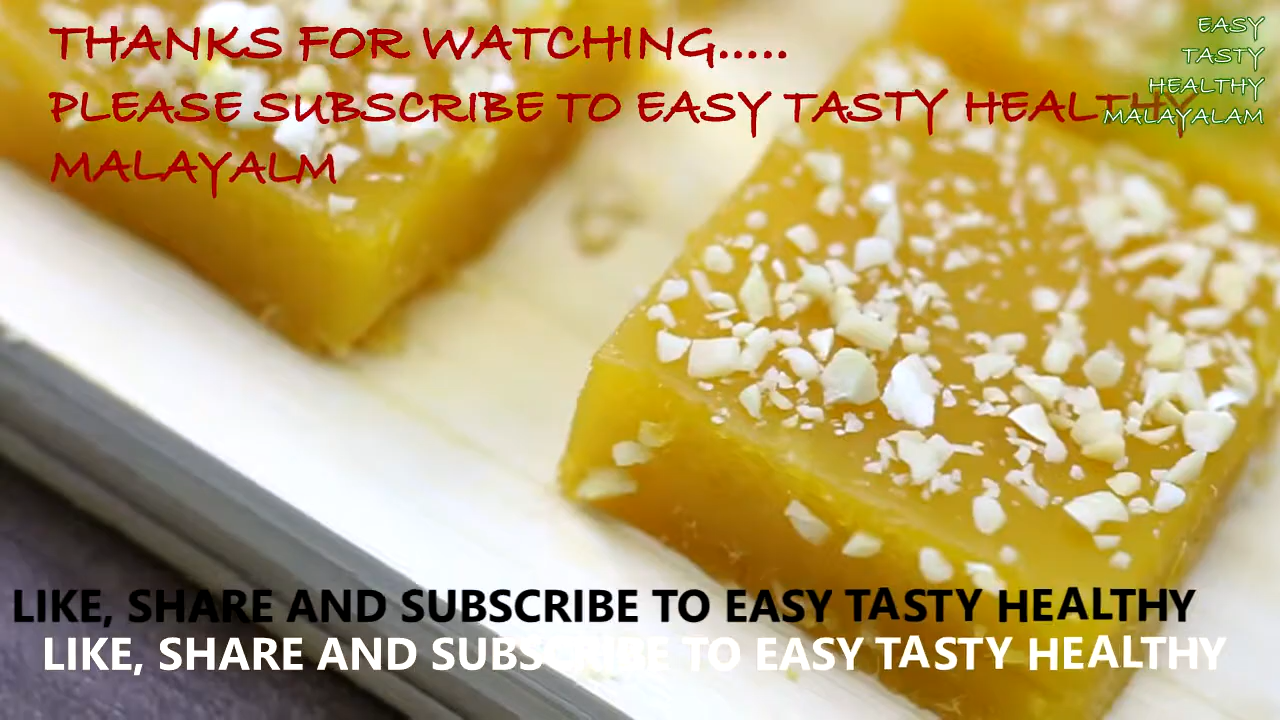 THANKS FOR WATCHING.....
PLEASE SUBSCRIBE TO EASY TASTY HEALTHY
MALAYALM
EASY
TASTY
HEALTHY
MALAYALAM
LIKE, SHARE AND SUBSCRIBE TO EASY TASTY HEALTHY
LIKE, SHARE AND SUBSCRIBE TO EASY TASTY HEALTHY